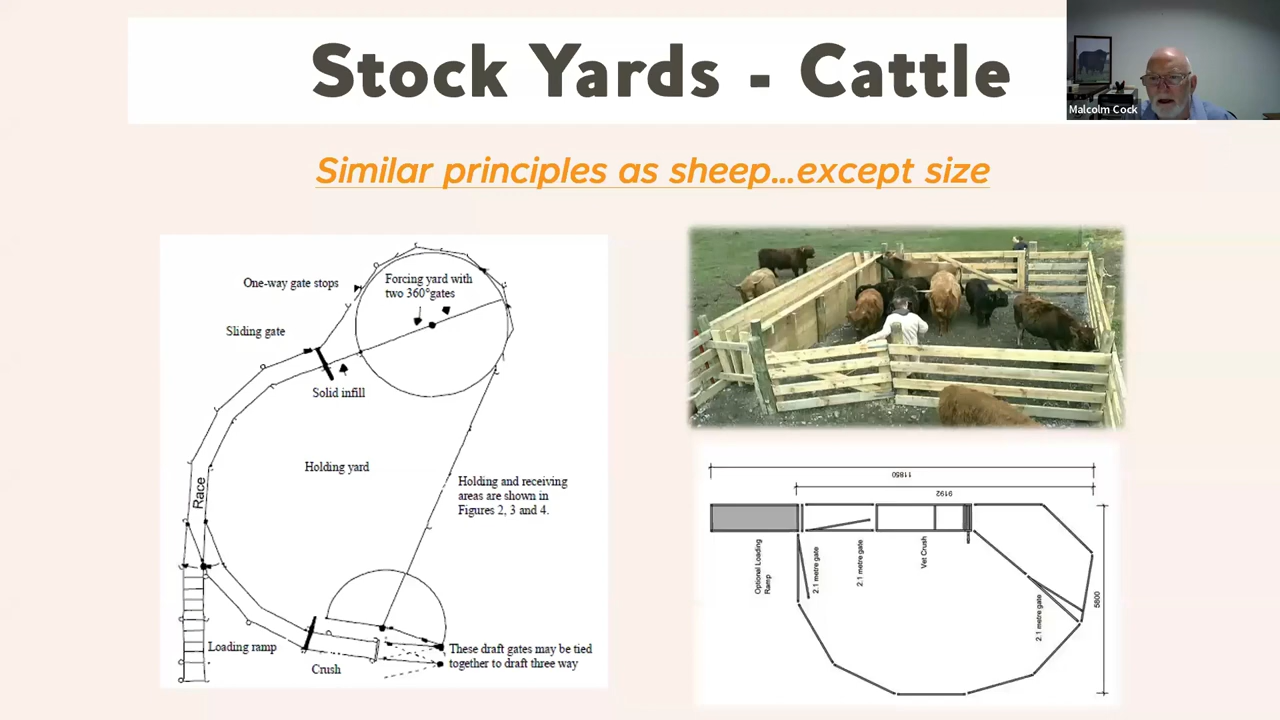 Stock Yards - Cattle
Malcolm Cock
Similar principles as sheep...except size
One-way gate stops
Forcing yard with
two 360°gates
Sliding gate
Solid infill
Holding yard
Race
Holding and receiving
areas are shown in
Figures 2, 3 and 4.
Loading ramp
Crush
These draft gates may be tied
together to draft three way
11850
9192
Optional Loading
Ramp
2.1 metre gate
2.1 metre gate
Vet Crush
2.1 metre gate
5800